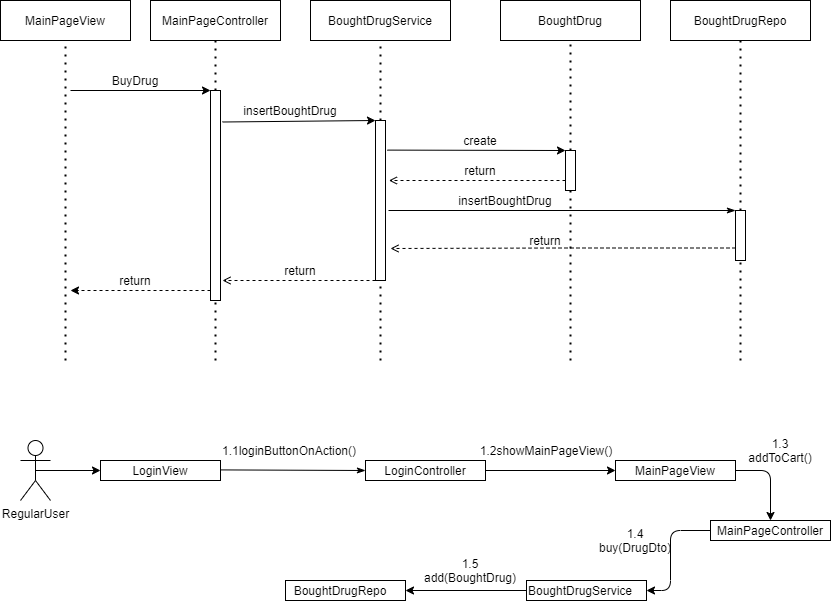 MainPageView
MainPageController
BoughtDrugService
BoughtDrug
BoughtDrugRepo
BuyDrug
insertBoughtDrug
create
return
insertBoughtDrug
return
return
return
1.1loginButtonOnAction()
1.2showMainPageView()
1.3
addToCart()
LoginView
LoginController
MainPageView
RegularUser
MainPageController
1.4
buy(DrugDto)
1.5
add(BoughtDrug)
BoughtDrugRepo
BoughtDrugService